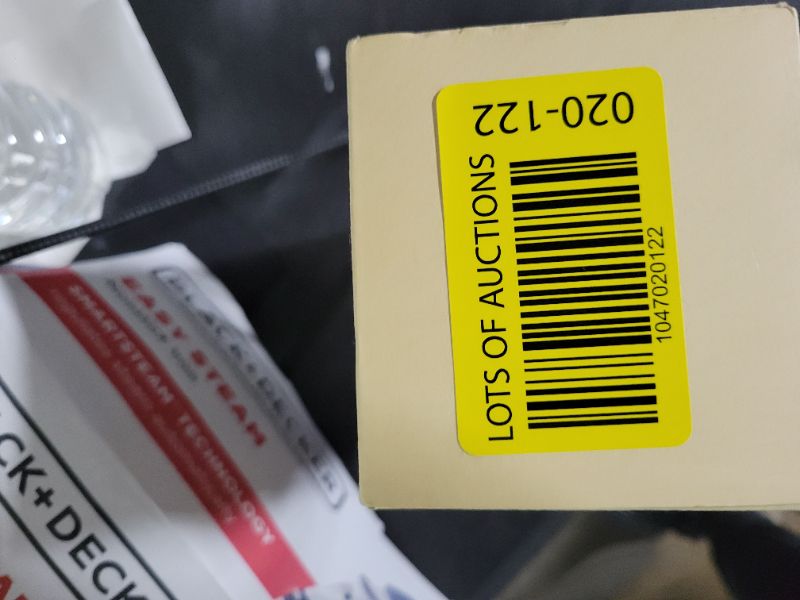 020-122
LOTS OF AUCTIONS
1047020122
BLACK+DECKER
EASY STEAM
SMARTSTEAM TECHNOLOGY
CK+DECK